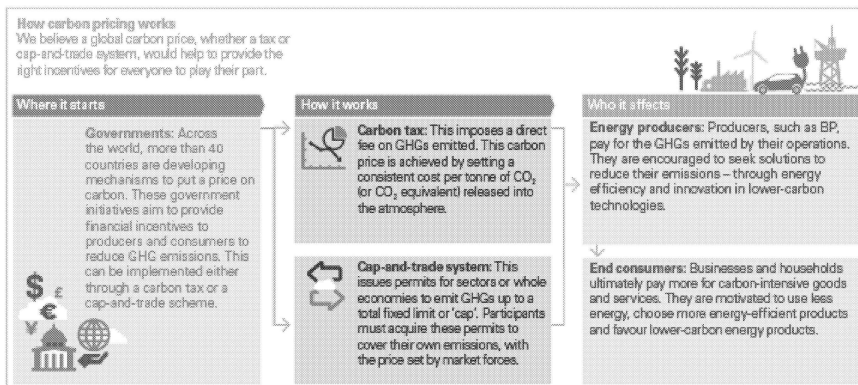 How carbon pricing works
We believe a global carbon price, whether a tax or
cap-and-trade system, would help to provide the
right incentives for everyone to play their part.
Where it starts
Governments: Across
the world, more than 40
countries are developing
mechanisms to put a price on
carbon. These government
initiatives aim to provide
financial incentives to
producers and consumers to
reduce GHG emissions. This
can be implemented either
through a carbon tax or a
cap-and-trade scheme.
$ £
€
¥
How it works
Carbon tax: This imposes a direct
fee on GHGs emitted. This carbon
price is achieved by setting a
consistent cost per tonne of CO₂
(or CO₂ equivalent) released into
the atmosphere.
Cap-and-trade system: This
issues permits for sectors or whole
economies to emit GHGs up to a
total fixed limit or 'cap'. Participants
must acquire these permits to
cover their own emissions, with
the price set by market forces.
Who it affects
Energy producers: Producers, such as BP,
pay for the GHGs emitted by their operations.
They are encouraged to seek solutions to
reduce their emissions – through energy
efficiency and innovation in lower-carbon
technologies.
End consumers: Businesses and households
ultimately pay more for carbon-intensive goods
and services. They are motivated to use less
energy, choose more energy-efficient products
and favour lower-carbon energy products.